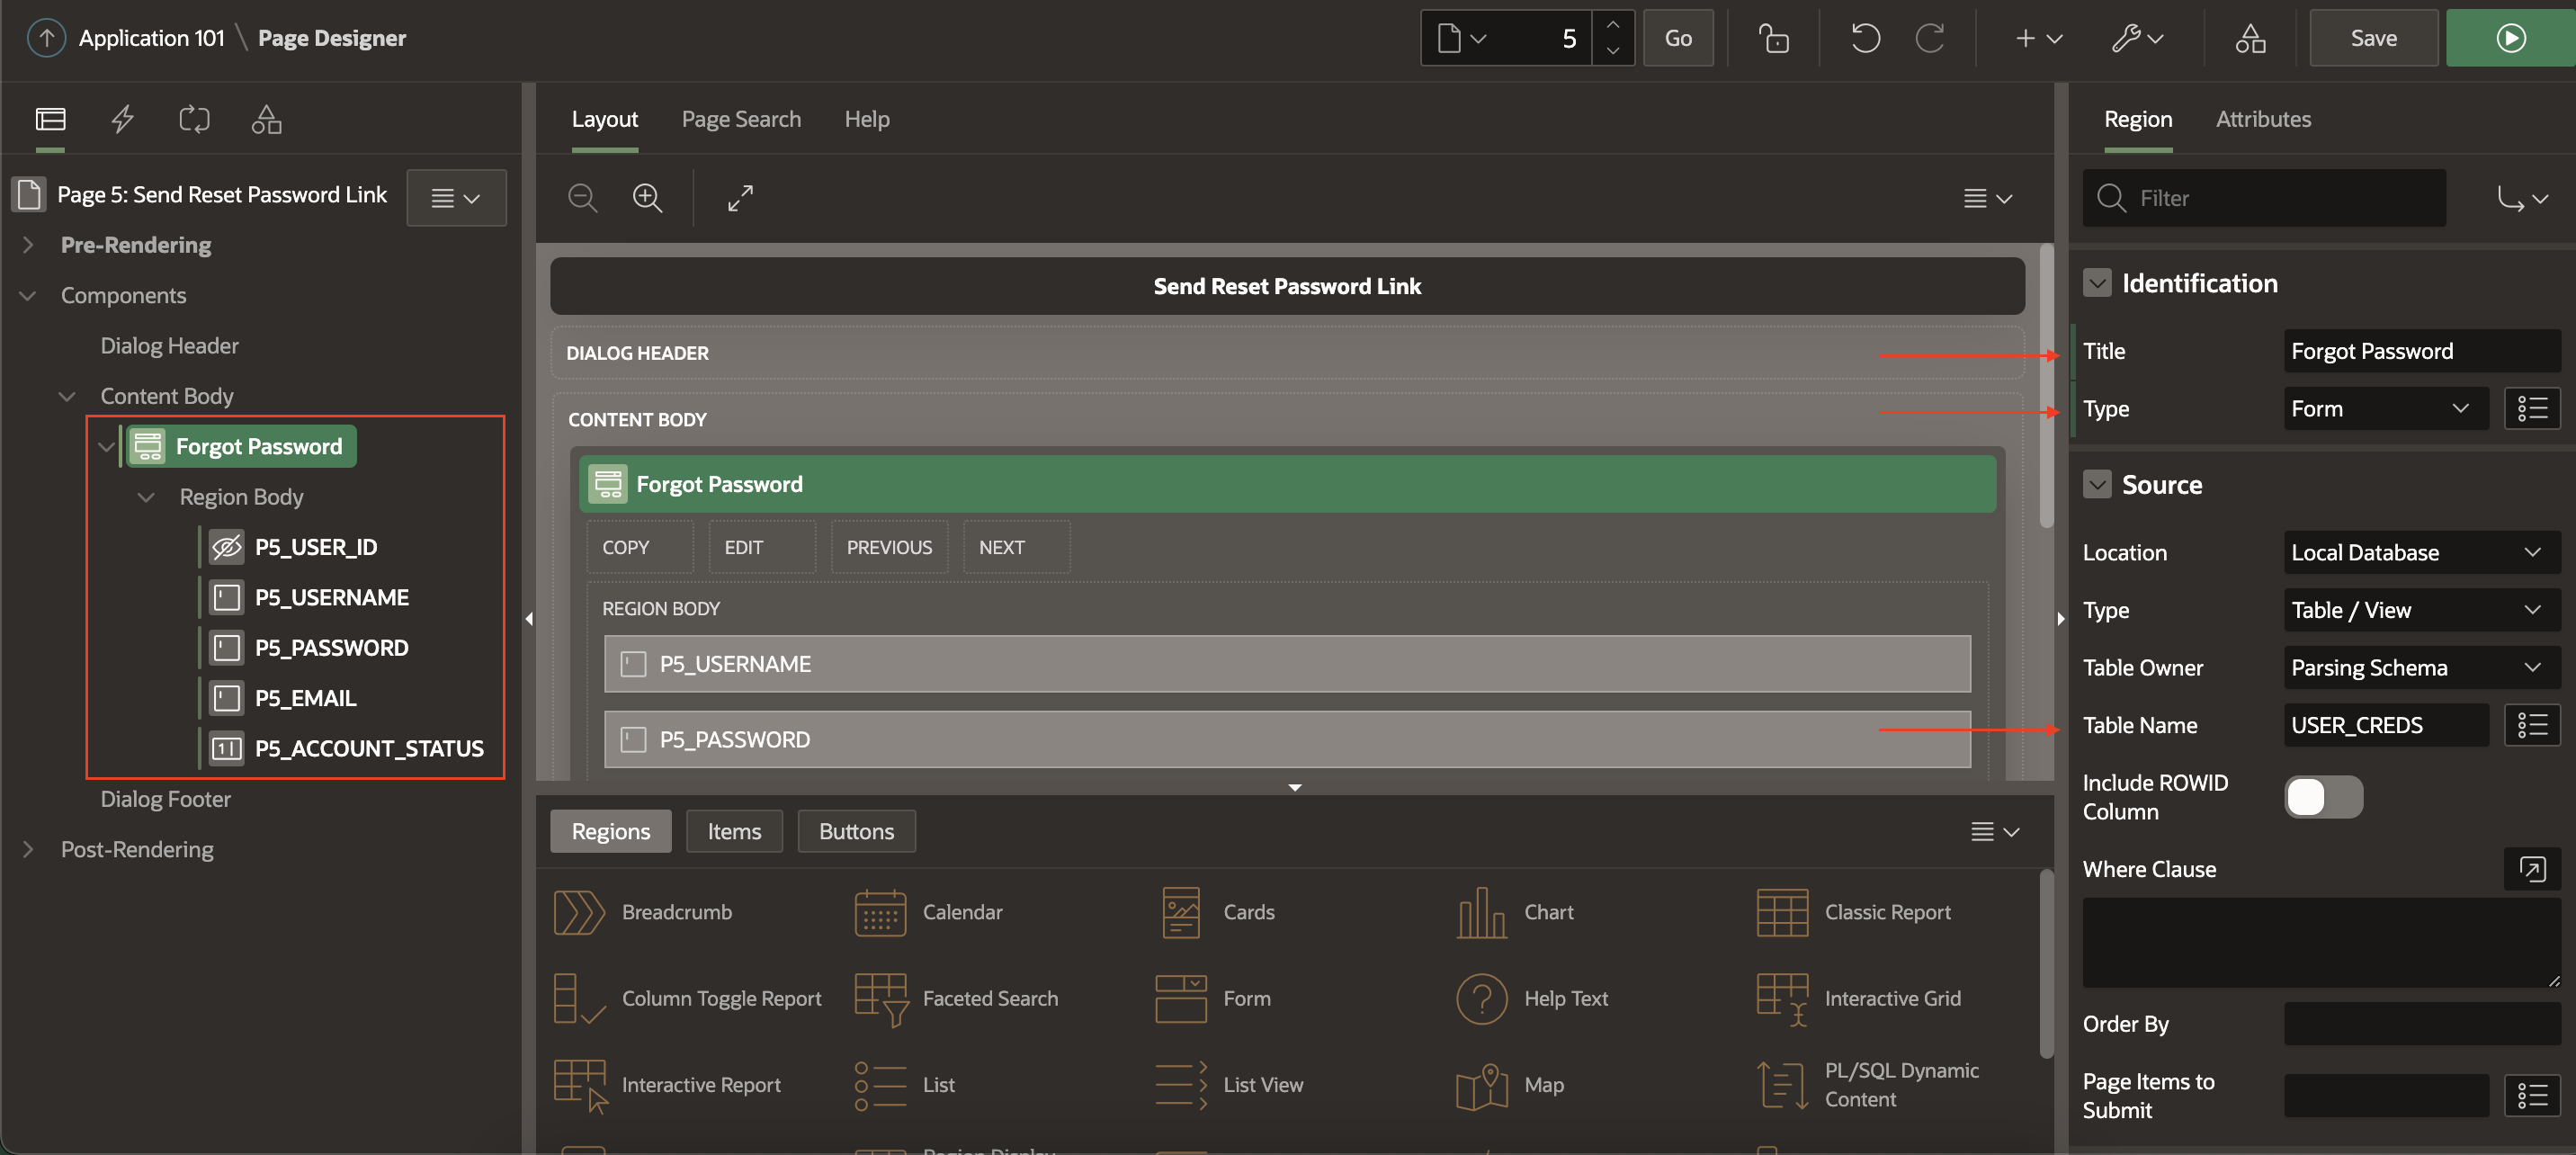 Application 101 \ Page Designer
5
Go
Save
Page 5: Send Reset Password Link
Pre-Rendering
Components
Dialog Header
Content Body
Forgot Password
Region Body
P5_USER_ID
P5_USERNAME
P5_PASSWORD
P5_EMAIL
P5_ACCOUNT_STATUS
Dialog Footer
Post-Rendering
Layout Page Search Help
Send Reset Password Link
DIALOG HEADER
CONTENT BODY
Forgot Password
COPY EDIT PREVIOUS NEXT
REGION BODY
P5_USERNAME
P5_PASSWORD
Regions Items Buttons
Breadcrumb Calendar Cards Chart Classic Report
Column Toggle Report Faceted Search Form Help Text Interactive Grid
Interactive Report List List View Map PL/SQL Dynamic
Content
Region Display
Region Attributes
Filter
Identification
Title Forgot Password
Type Form
Source
Location Local Database
Type Table / View
Table Owner Parsing Schema
Table Name USER_CREDS
Include ROWID
Column
Where Clause
Order By
Page Items to
Submit